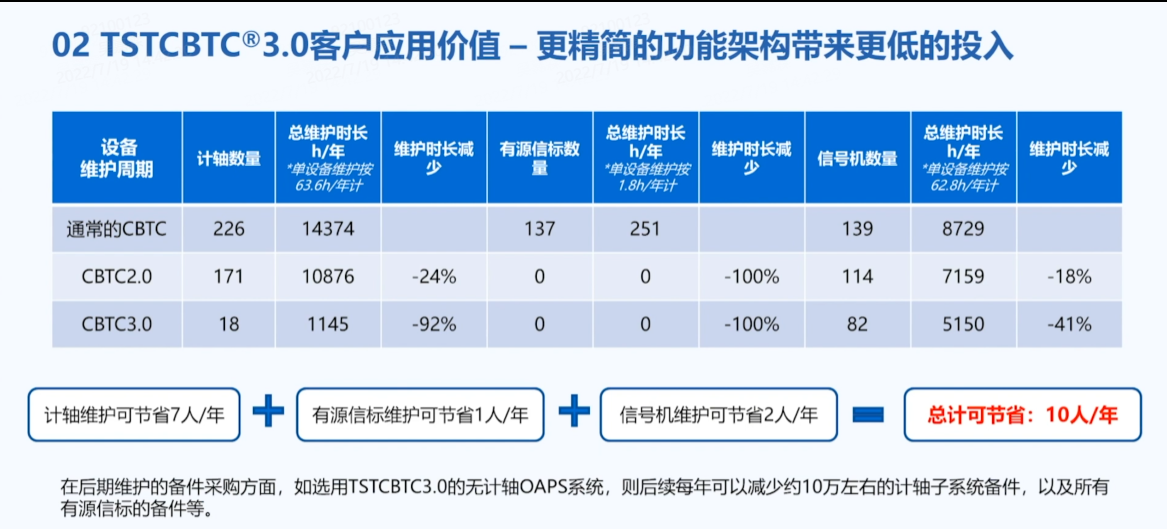 02 TSTCBTC®3.0客户应用价值 – 更精简的功能架构带来更低的投入
设备
维护周期
计轴数量
总维护时长
h/年
*单设备维护按
63.6h/年计
维护时长减
少
有源信标数
量
总维护时长
h/年
*单设备维护按
1.8h/年计
维护时长减
少
信号机数量
总维护时长
h/年
*单设备维护按
62.8h/年计
维护时长减
少
通常的CBTC 226 14374 137 251 139 8729
CBTC2.0 171 10876 -24% 0 0 -100% 114 7159 -18%
CBTC3.0 18 1145 -92% 0 0 -100% 82 5150 -41%
计轴维护可节省7人/年 + 有源信标维护可节省1人/年 + 信号机维护可节省2人/年 = 总计可节省：10人/年
在后期维护的备件采购方面，如选用TSTCBTC3.0的无计轴OAPS系统，则后续每年可以减少约10万左右的计轴子系统备件，以及所有
有源信标的备件等。